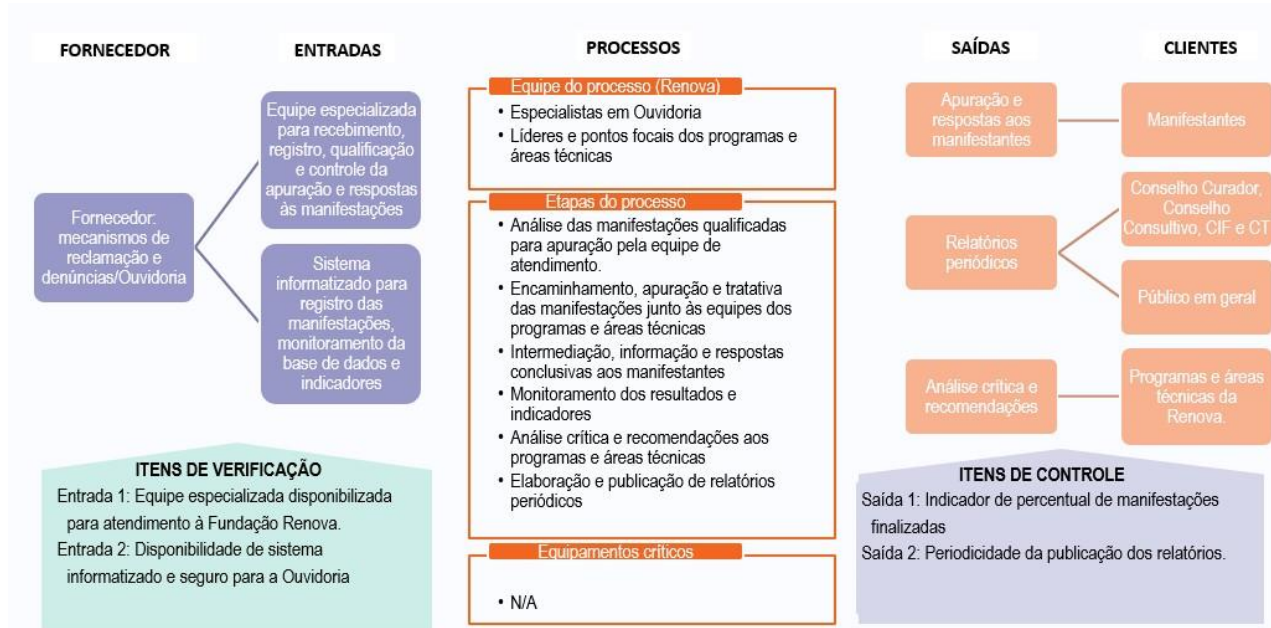 FORNECEDOR
ENTRADAS
PROCESSOS
SAÍDAS
CLIENTES
Fornecedor:
mecanismos de
reclamação e
denúncias/Ouvidoria
Equipe especializada
para recebimento,
registro, qualificação
e controle da
apuração e respostas
às manifestações
Sistema
informatizado para
registro das
manifestações,
monitoramento da
base de dados e
indicadores
Equipe do processo (Renova)
• Especialistas em Ouvidoria
• Líderes e pontos focais dos programas e
áreas técnicas
Etapas do processo
• Análise das manifestações qualificadas
para apuração pela equipe de
atendimento.
• Encaminhamento, apuração e tratativa
das manifestações junto às equipes dos
programas e áreas técnicas
• Intermediação, informação e respostas
conclusivas aos manifestantes
• Monitoramento dos resultados e
indicadores
• Análise crítica e recomendações aos
programas e áreas técnicas
• Elaboração e publicação de relatórios
periódicos
Equipamentos críticos
• N/A
Apuração e
respostas aos
manifestantes
Manifestantes
Relatórios
periódicos
Conselho Curador,
Conselho
Consultivo, CIF e CT
Público em geral
Análise crítica e
recomendações
Programas e áreas
técnicas da
Renova.
ITENS DE VERIFICAÇÃO
Entrada 1: Equipe especializada disponibilizada
para atendimento à Fundação Renova.
Entrada 2: Disponibilidade de sistema
informatizado e seguro para a Ouvidoria
ITENS DE CONTROLE
Saída 1: Indicador de percentual de manifestações
finalizadas
Saída 2: Periodicidade da publicação dos relatórios.